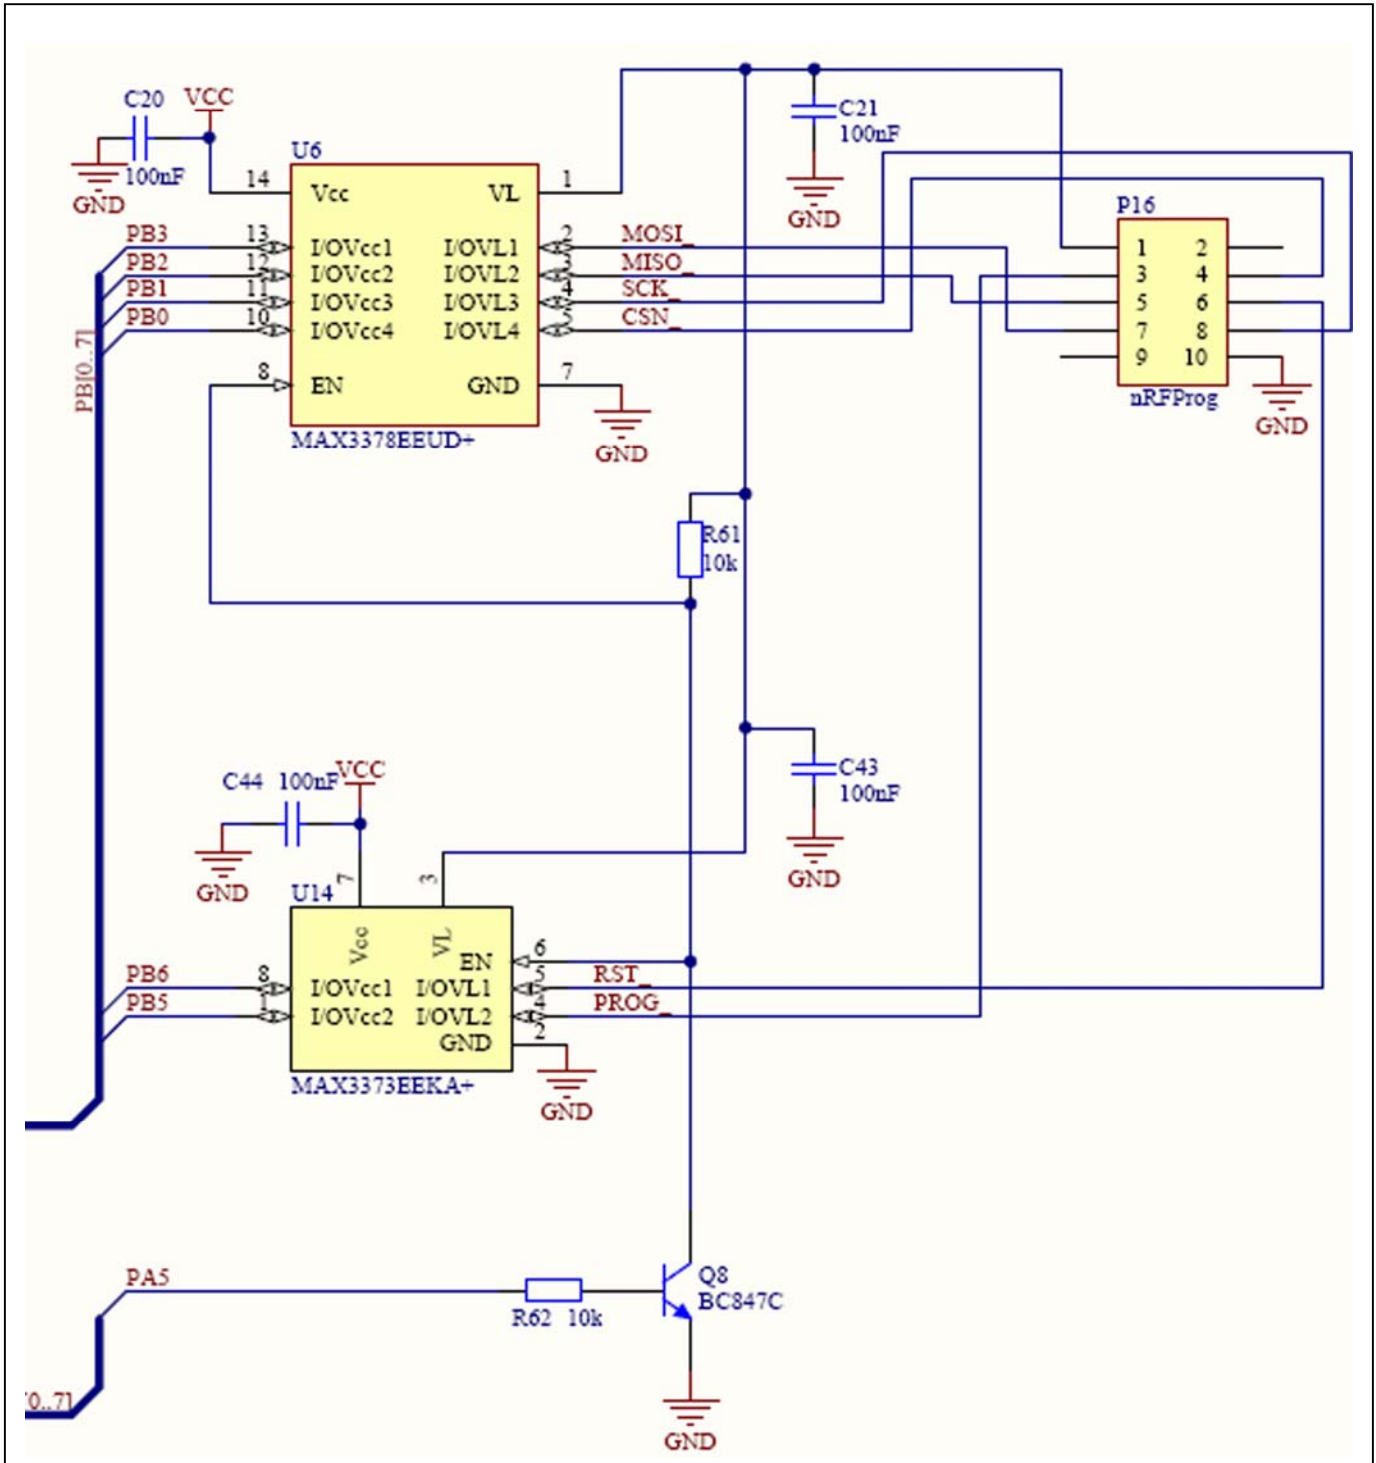 C20 VCC
100nF
GND
U6
14 Vcc VL 1
PB3 13 I/OVcc1 I/OVL1 2 MOSI_
PB2 12 I/OVcc2 I/OVL2 3 MISO_
PB1 11 I/OVcc3 I/OVL3 4 SCK_
PB0 10 I/OVcc4 I/OVL4 5 CSN_
8 EN GND 7
MAX3378EEUD+
GND
PB[0..7]
C21
100nF
GND
P16
1 2
3 4
5 6
7 8
9 10
nRFProg
GND
R61
10k
C44 100nF VCC
GND
C43
100nF
GND
U14
7 3
Vcc VL
EN 6
PB6 8 I/OVcc1 I/OVL1 5 RST_
PB5 1 I/OVcc2 I/OVL2 4 PROG_
GND 2
MAX3373EEKA+
GND
PA5
R62 10k
Q8
BC847C
GND
0..7]